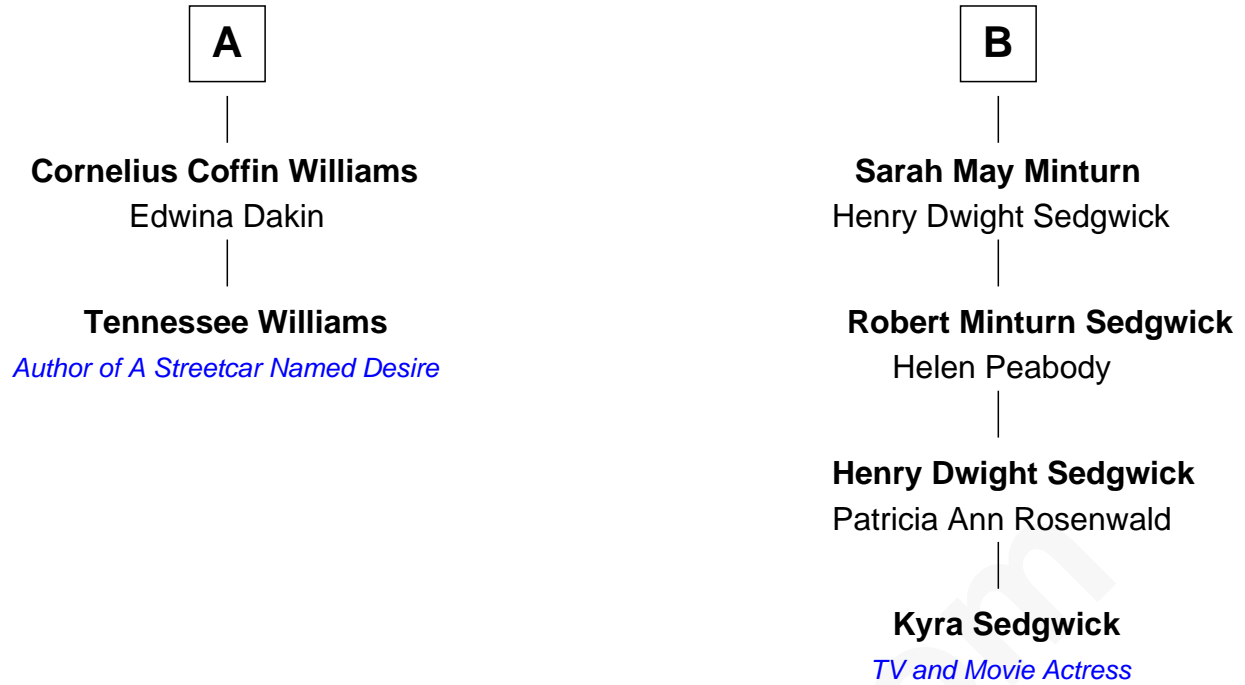 A
Cornelius Coffin Williams
Edwina Dakin
Tennessee Williams
Author of A Streetcar Named Desire
B
Sarah May Minturn
Henry Dwight Sedgwick
Robert Minturn Sedgwick
Helen Peabody
Henry Dwight Sedgwick
Patricia Ann Rosenwald
Kyra Sedgwick
TV and Movie Actress